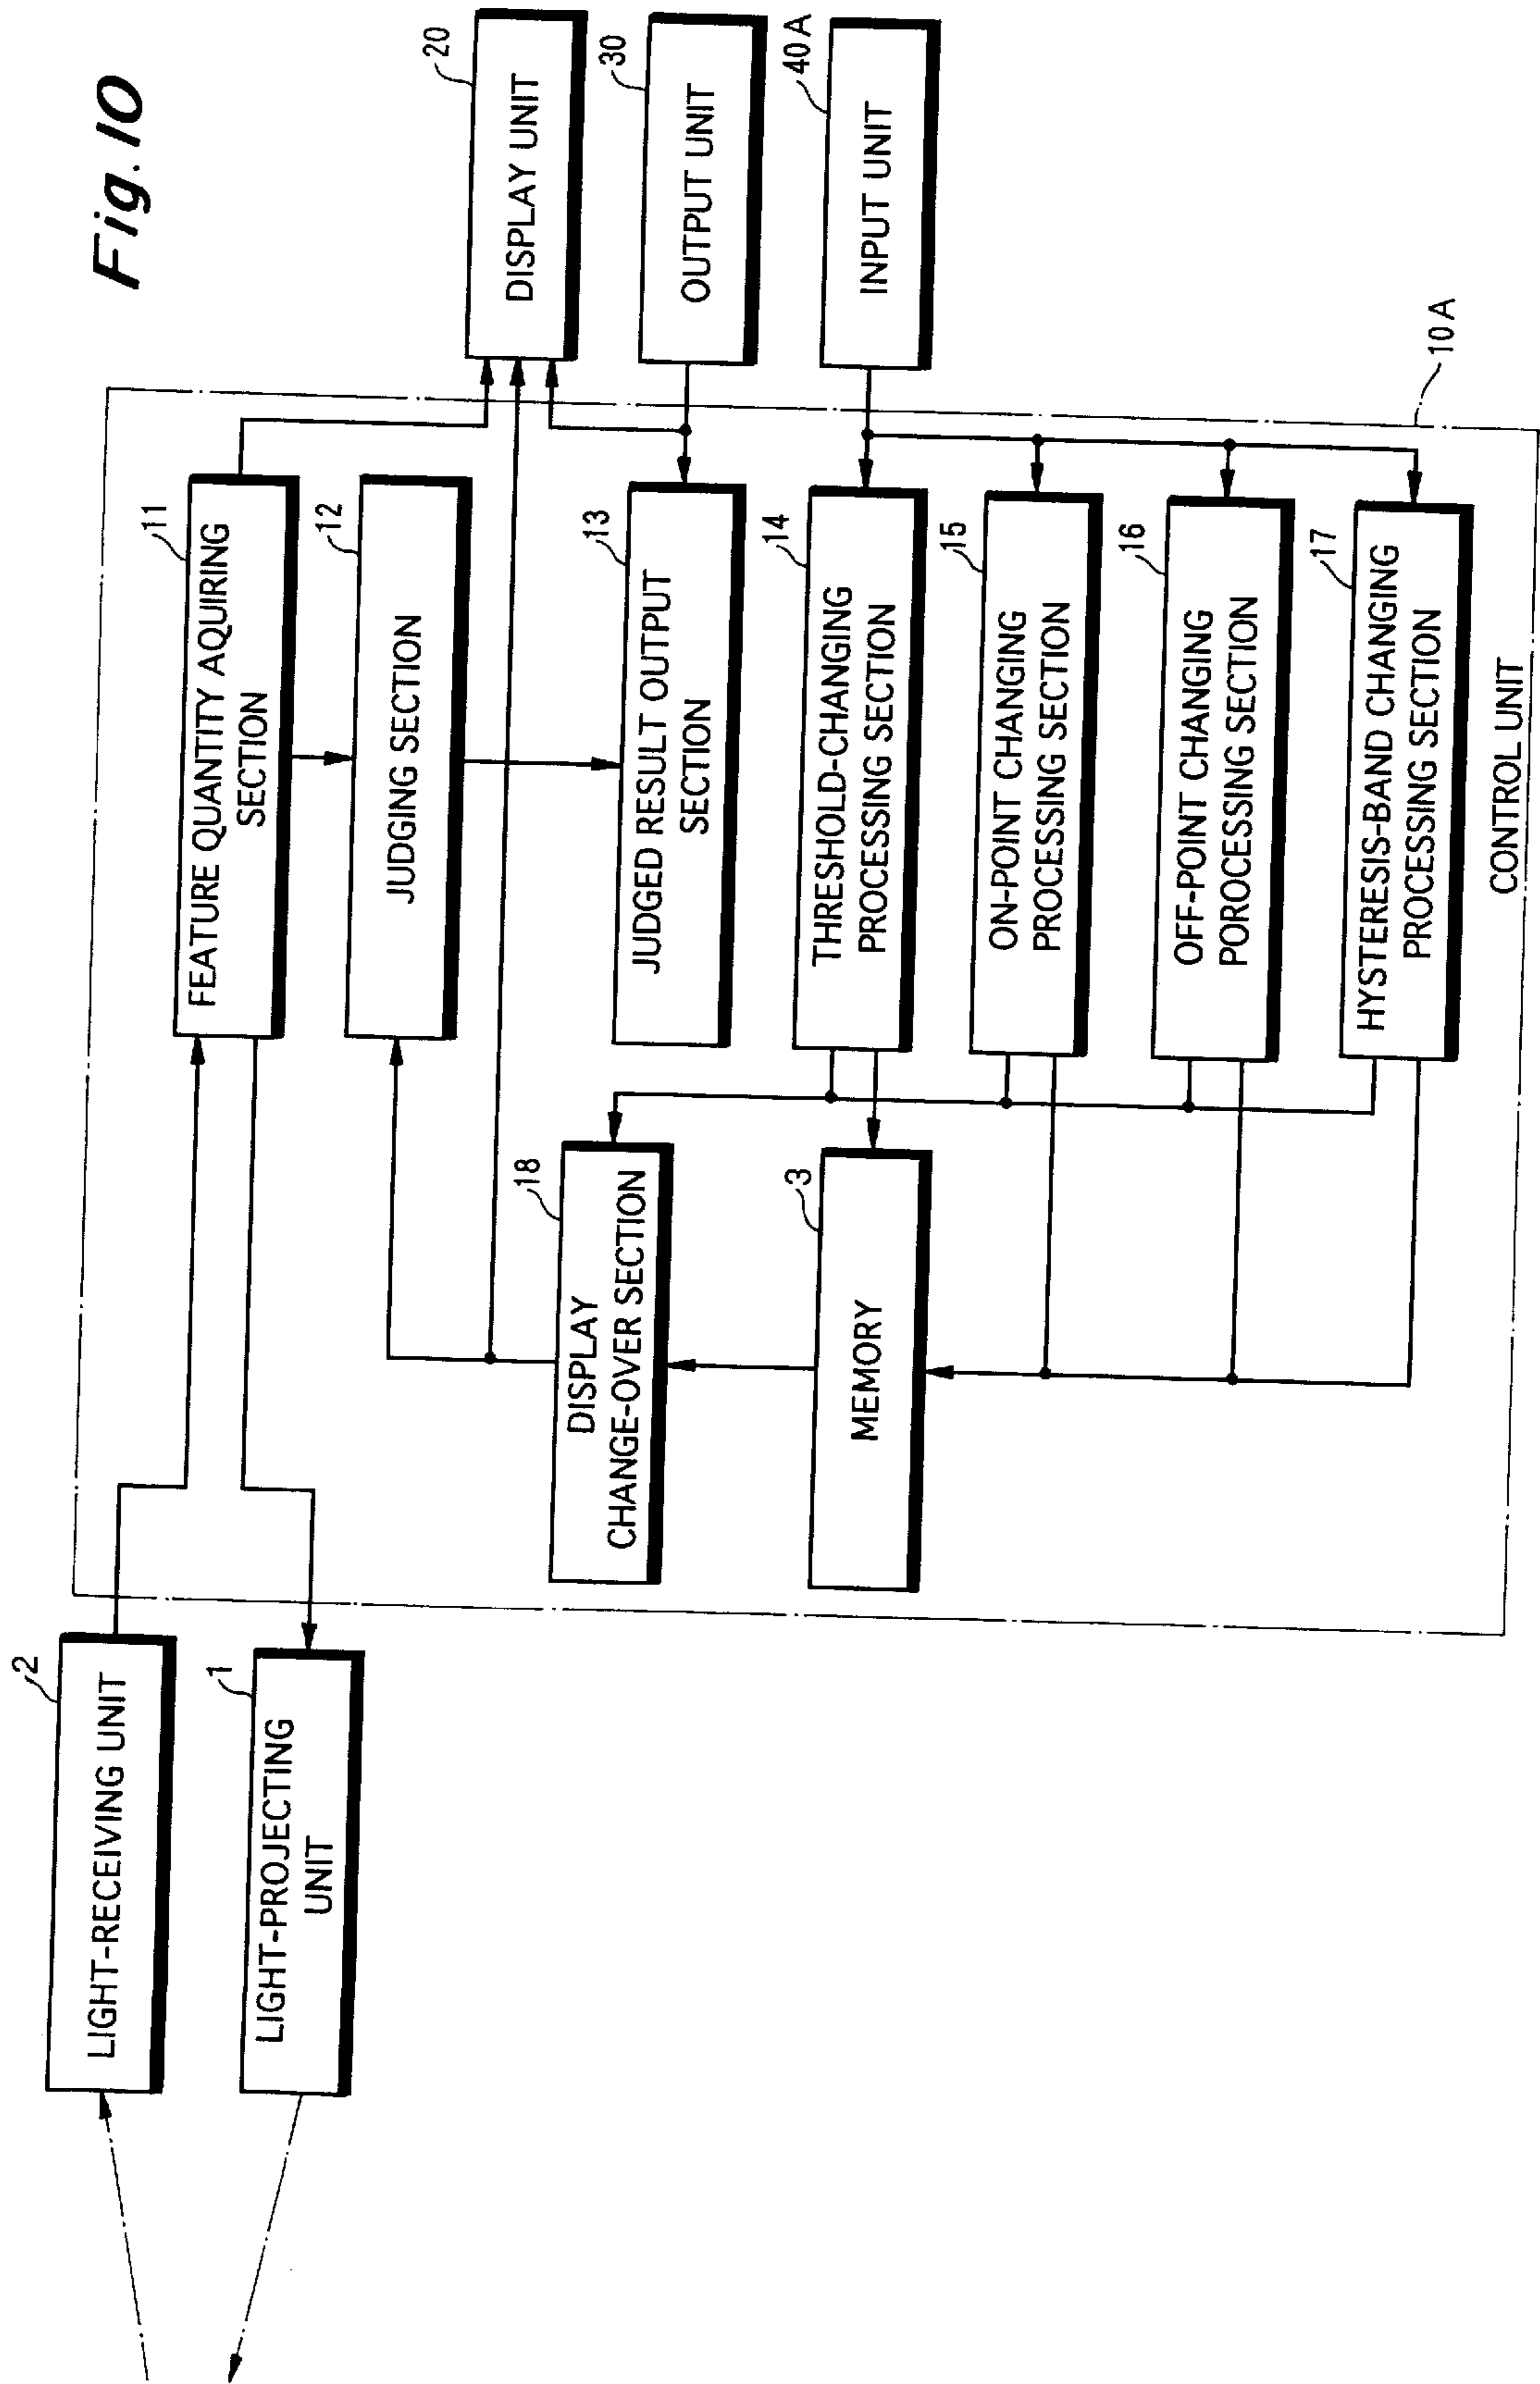 Fig. 10
2
LIGHT-RECEIVING UNIT
1
LIGHT-PROJECTING
UNIT
11
FEATURE QUANTITY AQUIRING
SECTION
12
JUDGING SECTION
13
JUDGED RESULT OUTPUT
SECTION
14
THRESHOLD-CHANGING
PROCESSING SECTION
15
ON-POINT CHANGING
PROCESSING SECTION
16
OFF-POINT CHANGING
POROCESSING SECTION
17
HYSTERESIS-BAND CHANGING
PROCESSING SECTION
18
DISPLAY
CHANGE-OVER SECTION
3
MEMORY
CONTROL UNIT
10A
20
DISPLAY UNIT
30
OUTPUT UNIT
40A
INPUT UNIT